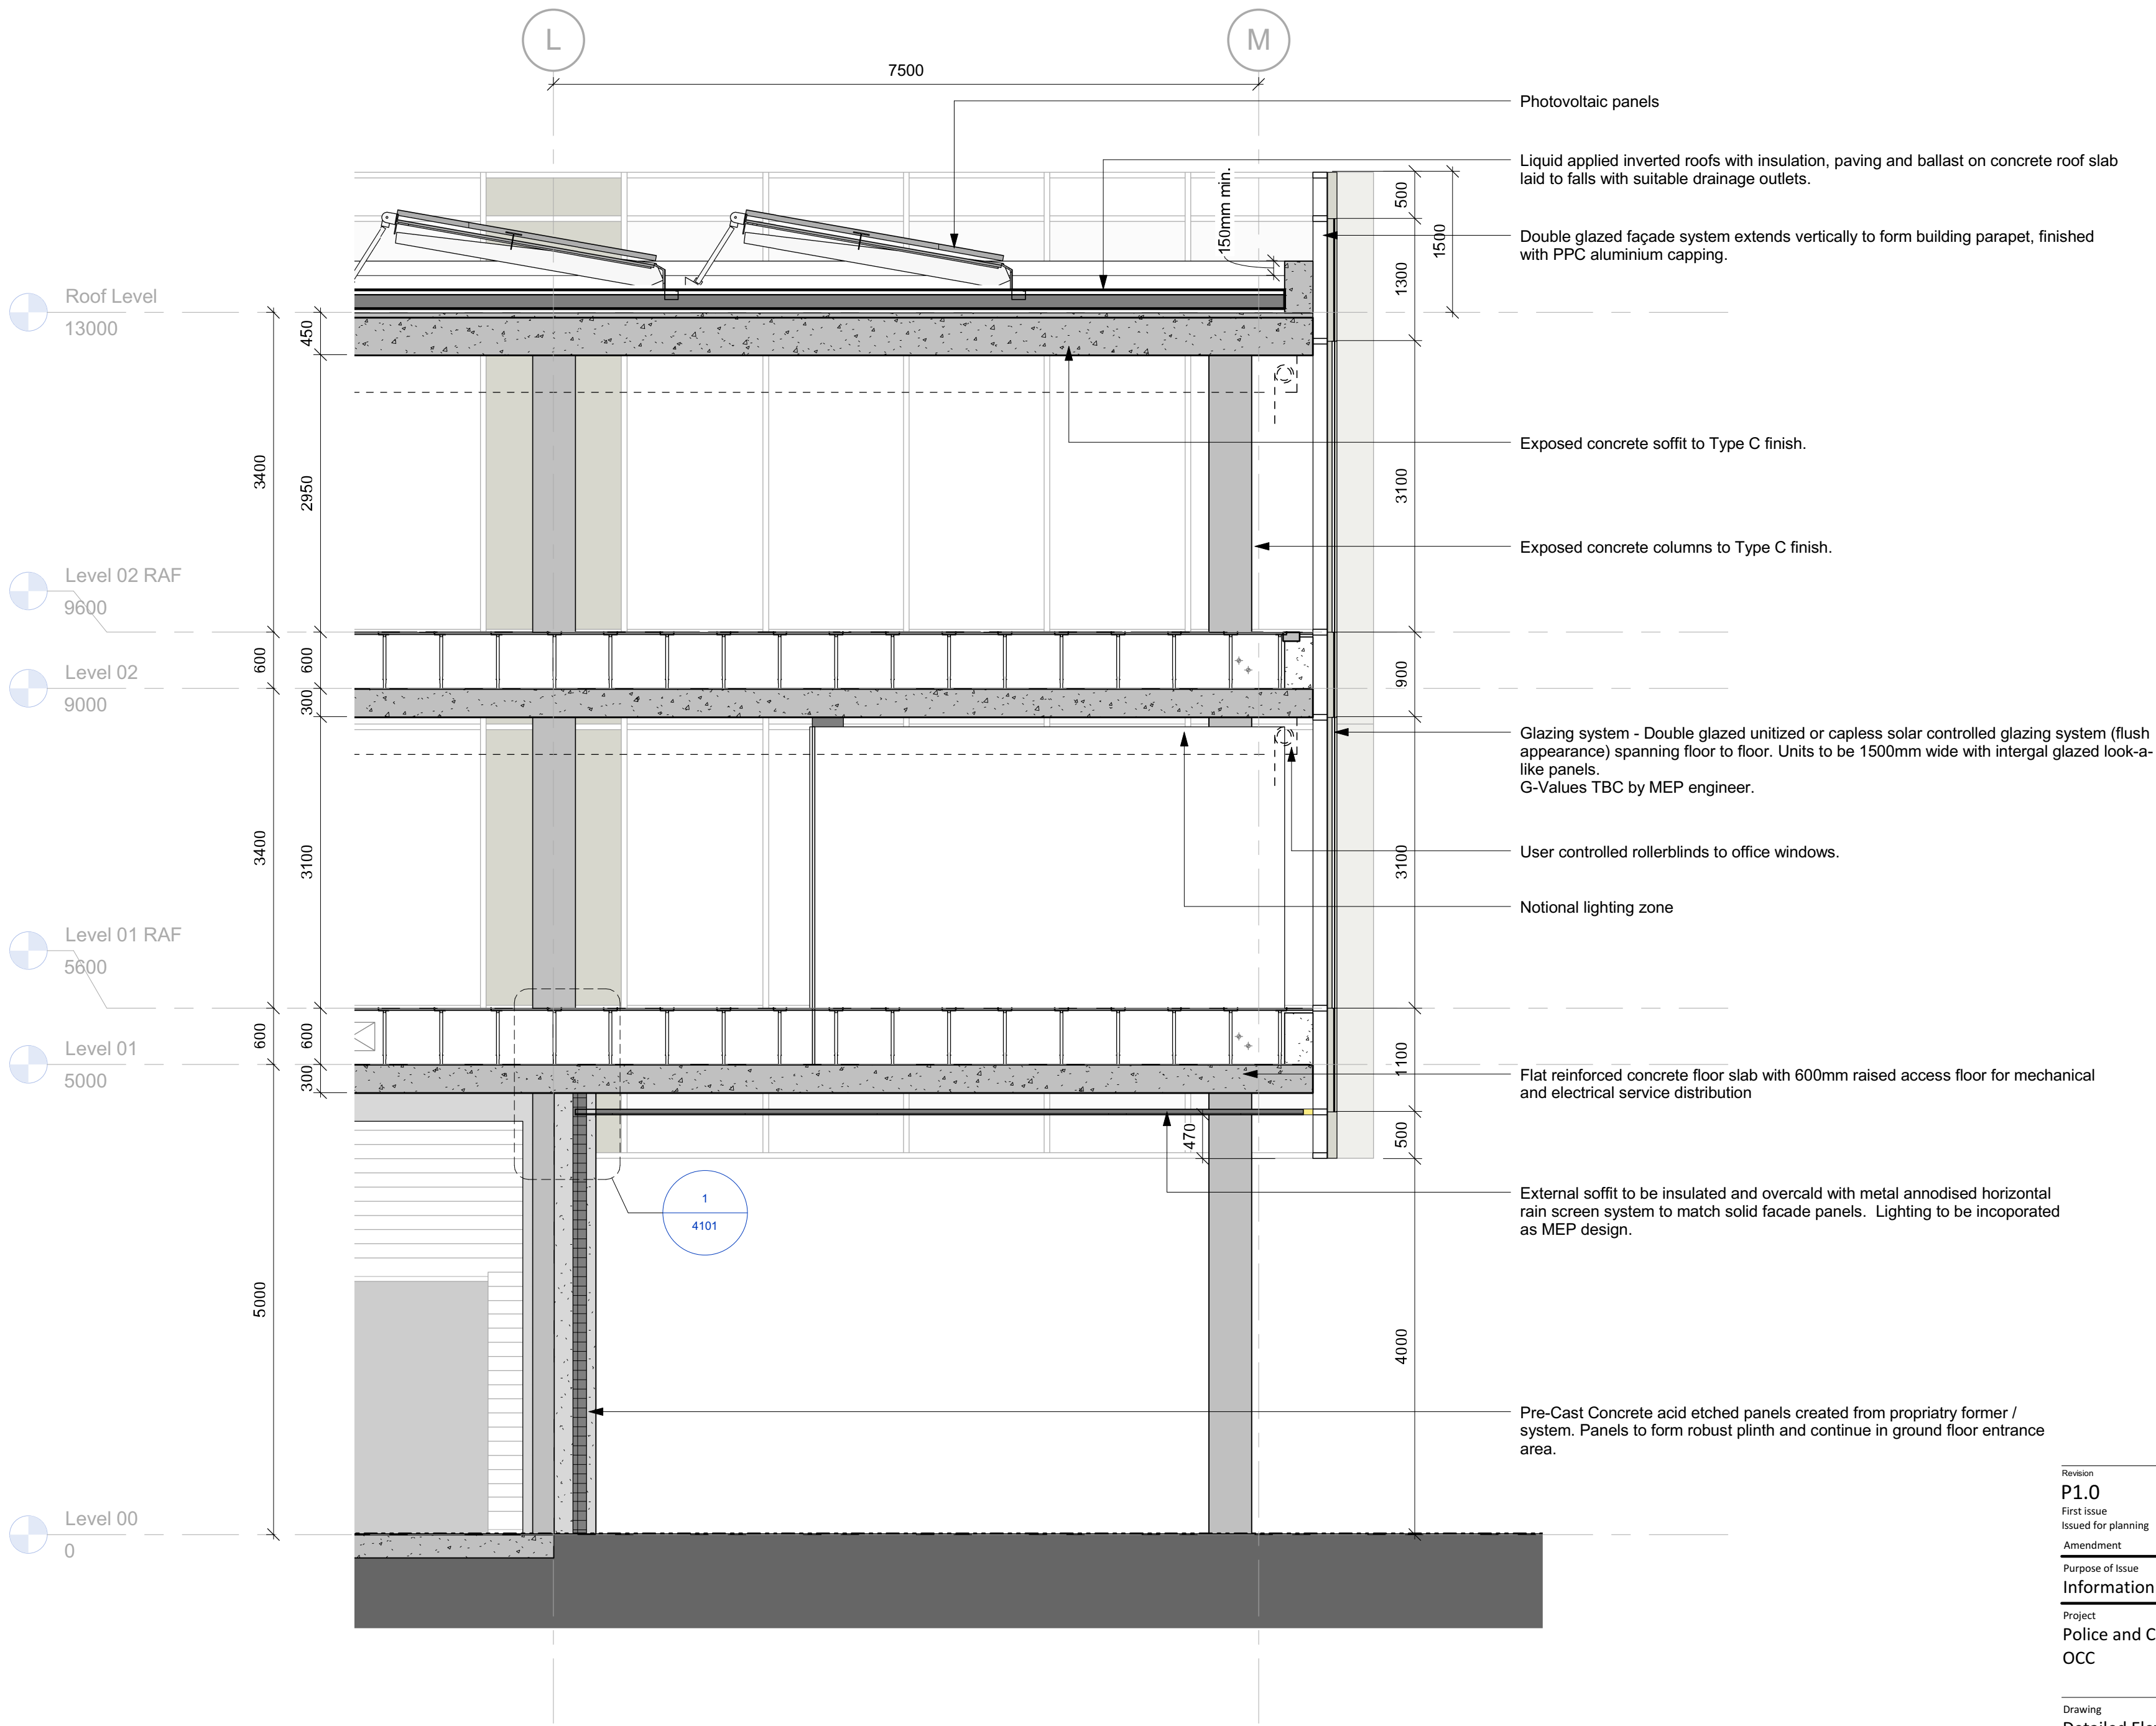 L
M
7500
Photovoltaic panels
Liquid applied inverted roofs with insulation, paving and ballast on concrete roof slab
laid to falls with suitable drainage outlets.
150mm min.
500
1500
Double glazed façade system extends vertically to form building parapet, finished
with PPC aluminium capping.
1300
Roof Level
13000
450
Exposed concrete soffit to Type C finish.
3400
2950
3100
Exposed concrete columns to Type C finish.
Level 02 RAF
9600
600
600
900
Level 02
9000
300
Glazing system - Double glazed unitized or capless solar controlled glazing system (flush
appearance) spanning floor to floor. Units to be 1500mm wide with intergal glazed look-a-
like panels.
G-Values TBC by MEP engineer.
3400
3100
3100
User controlled rollerblinds to office windows.
Notional lighting zone
Level 01 RAF
5600
600
600
1100
Level 01
5000
300
Flat reinforced concrete floor slab with 600mm raised access floor for mechanical
and electrical service distribution
470
500
1
4101
External soffit to be insulated and overcald with metal annodised horizontal
rain screen system to match solid facade panels. Lighting to be incoporated
as MEP design.
5000
4000
Pre-Cast Concrete acid etched panels created from propriatry former /
system. Panels to form robust plinth and continue in ground floor entrance
area.
Level 00
0
Revision
P1.0
First issue
Issued for planning
Amendment
Purpose of Issue
Information
Project
Police and C
OCC
Drawing